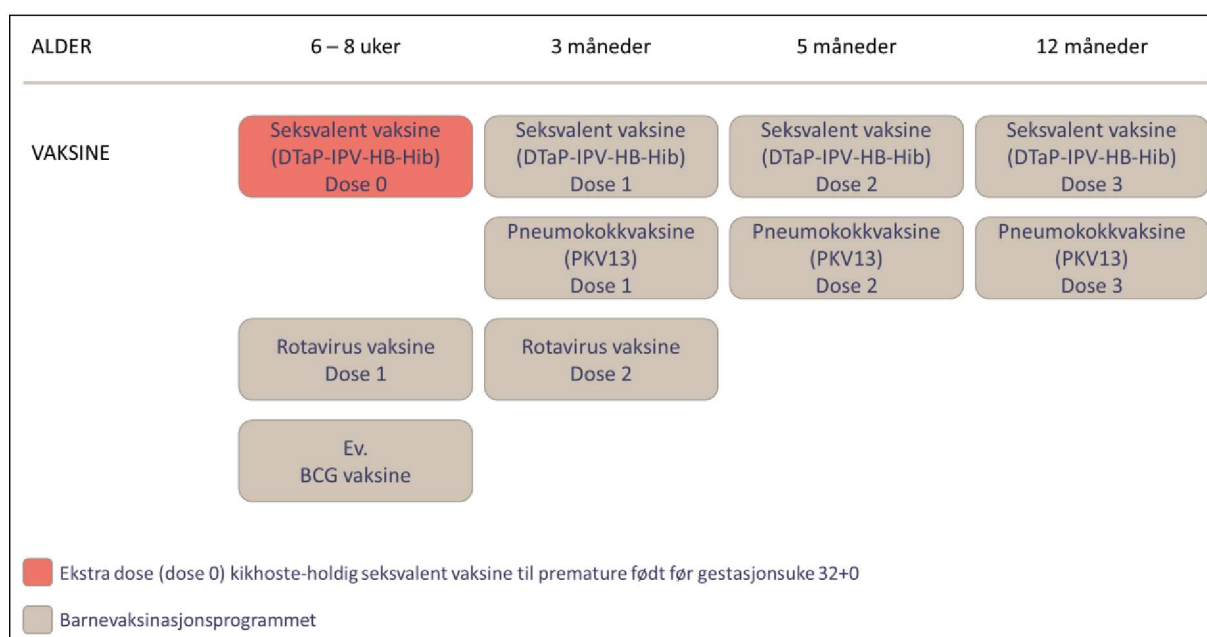 ALDER
6 – 8 uker
3 måneder
5 måneder
12 måneder
VAKSINE
Seksvalent vaksine
(DTaP-IPV-HB-Hib)
Dose 0
Seksvalent vaksine
(DTaP-IPV-HB-Hib)
Dose 1
Seksvalent vaksine
(DTaP-IPV-HB-Hib)
Dose 2
Seksvalent vaksine
(DTaP-IPV-HB-Hib)
Dose 3
Pneumokokkvaksine
(PKV13)
Dose 1
Pneumokokkvaksine
(PKV13)
Dose 2
Pneumokokkvaksine
(PKV13)
Dose 3
Rotavirus vaksine
Dose 1
Rotavirus vaksine
Dose 2
Ev.
BCG vaksine
Ekstra dose (dose 0) kikhoste-holdig seksvalent vaksine til premature født før gestasjonsuke 32+0
Barnevaksinasjonsprogrammet